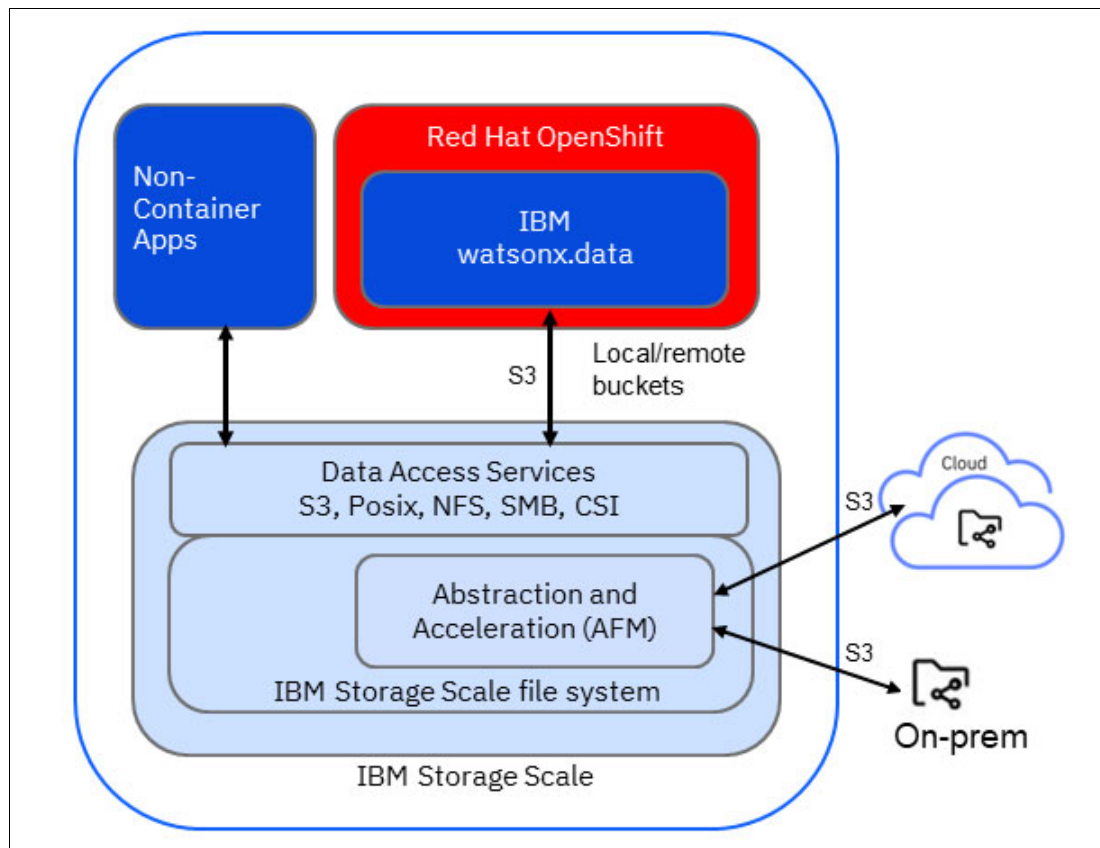 Non-
Container
Apps
Red Hat OpenShift
IBM
watsonx.data
S3
Local/remote
buckets
Data Access Services
S3, Posix, NFS, SMB, CSI
Abstraction and
Acceleration (AFM)
IBM Storage Scale file system
IBM Storage Scale
S3
Cloud
S3
On-prem